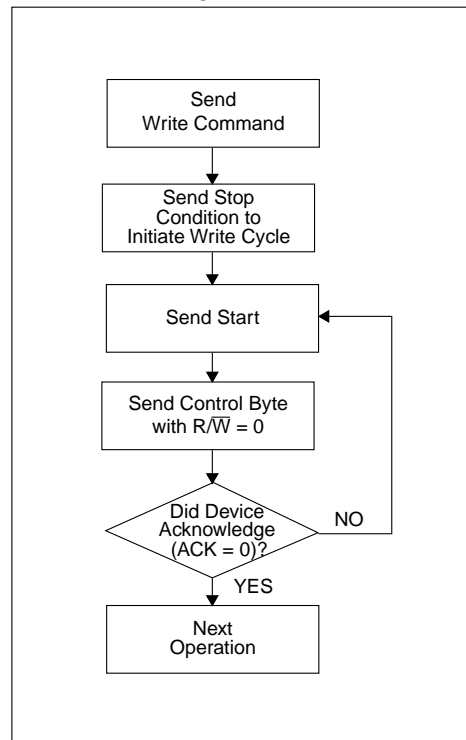 Send
Write Command
Send Stop
Condition to
Initiate Write Cycle
Send Start
Send Control Byte
with R/W̅ = 0
Did Device
Acknowledge
(ACK = 0)?
NO
YES
Next
Operation